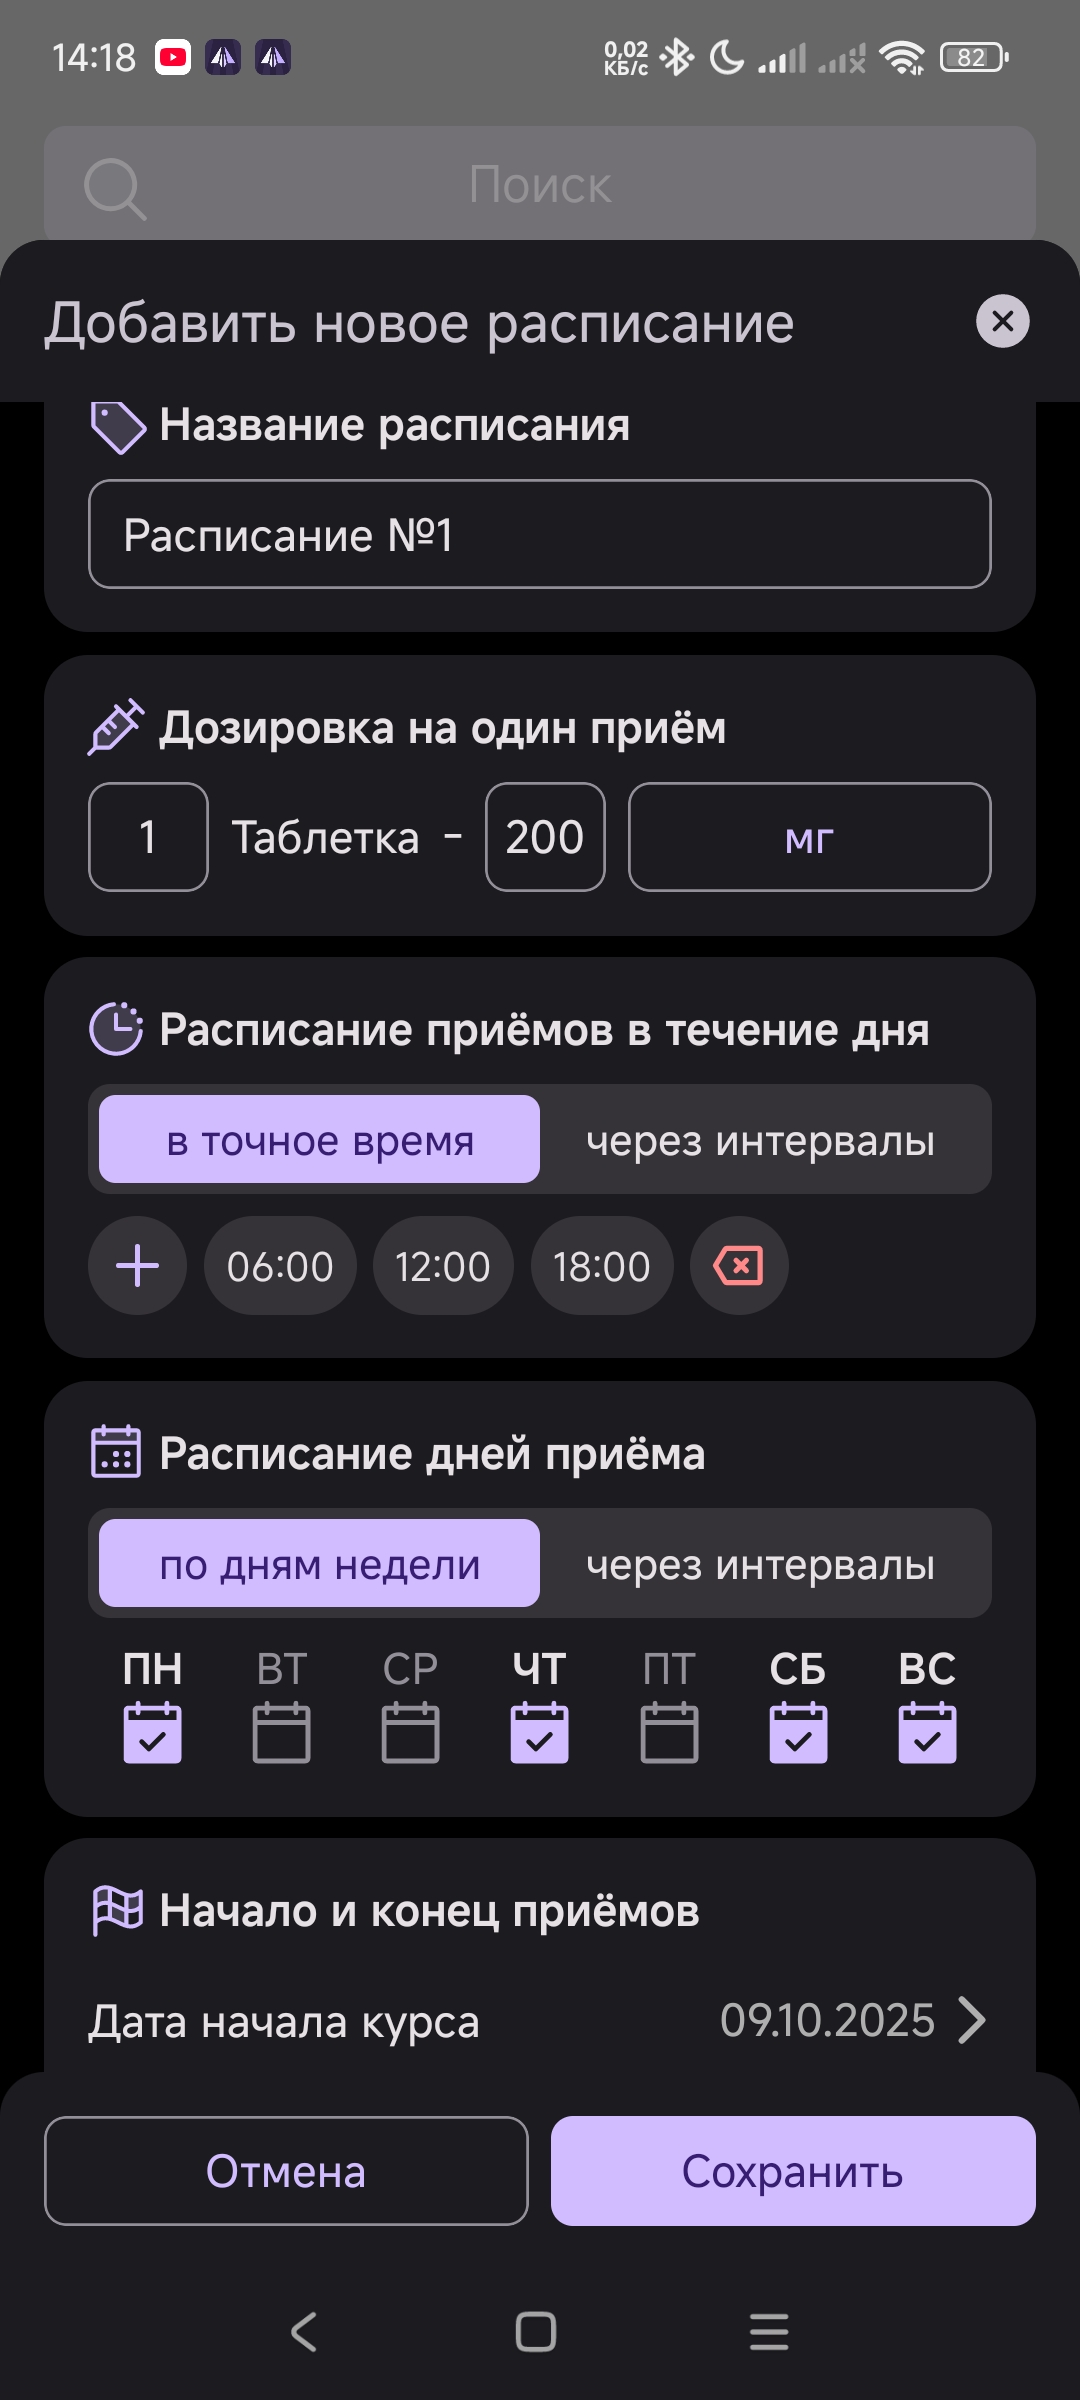 14:18
0,02
КБ/с
82
Поиск
Добавить новое расписание
Название расписания
Расписание №1
Дозировка на один приём
1 Таблетка - 200 мг
Расписание приёмов в течение дня
в точное время через интервалы
06:00 12:00 18:00
Расписание дней приёма
по дням недели через интервалы
ПН ВТ СР ЧТ ПТ СБ ВС
Начало и конец приёмов
Дата начала курса 09.10.2025
Отмена Сохранить